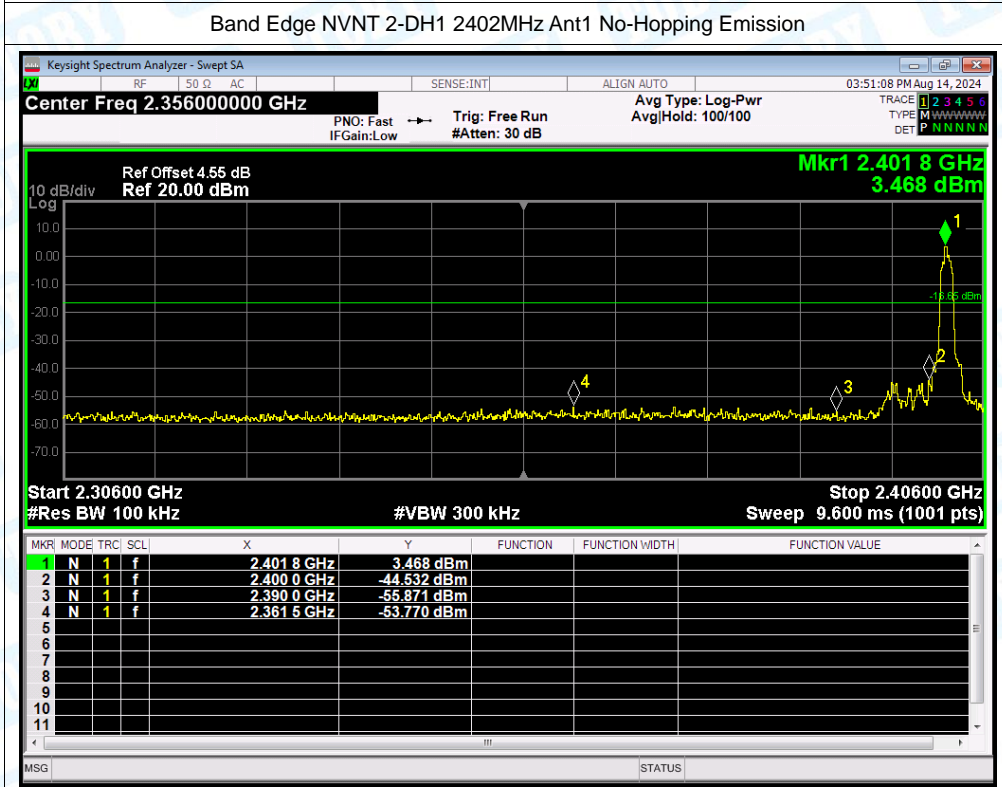 Band Edge NVNT 2-DH1 2402MHz Ant1 No-Hopping Emission
Keysight Spectrum Analyzer - Swept SA
LXI RF 50 Ω AC SENSE:INT ALIGN AUTO 03:51:08 PM Aug 14, 2024
Center Freq 2.356000000 GHz
PNO: Fast
IFGain:Low
Trig: Free Run
#Atten: 30 dB
Avg Type: Log-Pwr
Avg|Hold: 100/100
TRACE 1 2 3 4 5 6
TYPE M WWWWW
DET P N N N N N
Mkr1 2.401 8 GHz
3.468 dBm
Ref Offset 4.55 dB
10 dB/div Ref 20.00 dBm
Log
10.0
0.00
-10.0
-20.0
-30.0
-40.0
-50.0
-60.0
-70.0
1
-16.65 dBm
2
3
4
Start 2.30600 GHz Stop 2.40600 GHz
#Res BW 100 kHz #VBW 300 kHz Sweep 9.600 ms (1001 pts)
MKR MODE TRC SCL X Y FUNCTION FUNCTION WIDTH FUNCTION VALUE
1 N 1 f 2.401 8 GHz 3.468 dBm
2 N 1 f 2.400 0 GHz -44.532 dBm
3 N 1 f 2.390 0 GHz -55.871 dBm
4 N 1 f 2.361 5 GHz -53.770 dBm
5
6
7
8
9
10
11
MSG STATUS